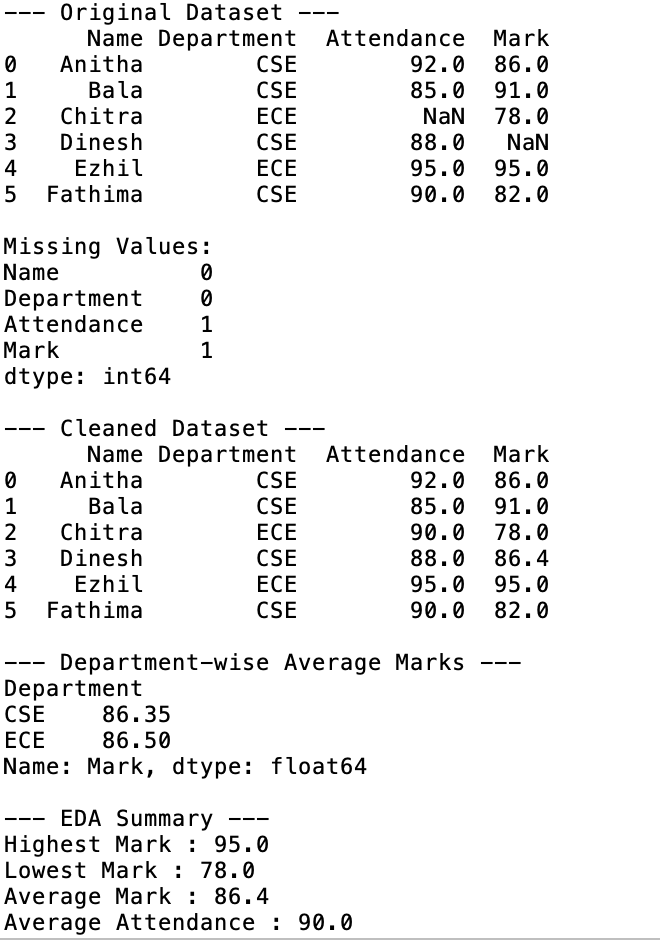 --- Original Dataset ---
      Name Department  Attendance  Mark
0   Anitha        CSE        92.0  86.0
1     Bala        CSE        85.0  91.0
2   Chitra        ECE         NaN  78.0
3   Dinesh        CSE        88.0   NaN
4    Ezhil        ECE        95.0  95.0
5  Fathima        CSE        90.0  82.0

Missing Values:
Name          0
Department    0
Attendance    1
Mark          1
dtype: int64

--- Cleaned Dataset ---
      Name Department  Attendance  Mark
0   Anitha        CSE        92.0  86.0
1     Bala        CSE        85.0  91.0
2   Chitra        ECE        90.0  78.0
3   Dinesh        CSE        88.0  86.4
4    Ezhil        ECE        95.0  95.0
5  Fathima        CSE        90.0  82.0

--- Department-wise Average Marks ---
Department
CSE    86.35
ECE    86.50
Name: Mark, dtype: float64

--- EDA Summary ---
Highest Mark : 95.0
Lowest Mark : 78.0
Average Mark : 86.4
Average Attendance : 90.0